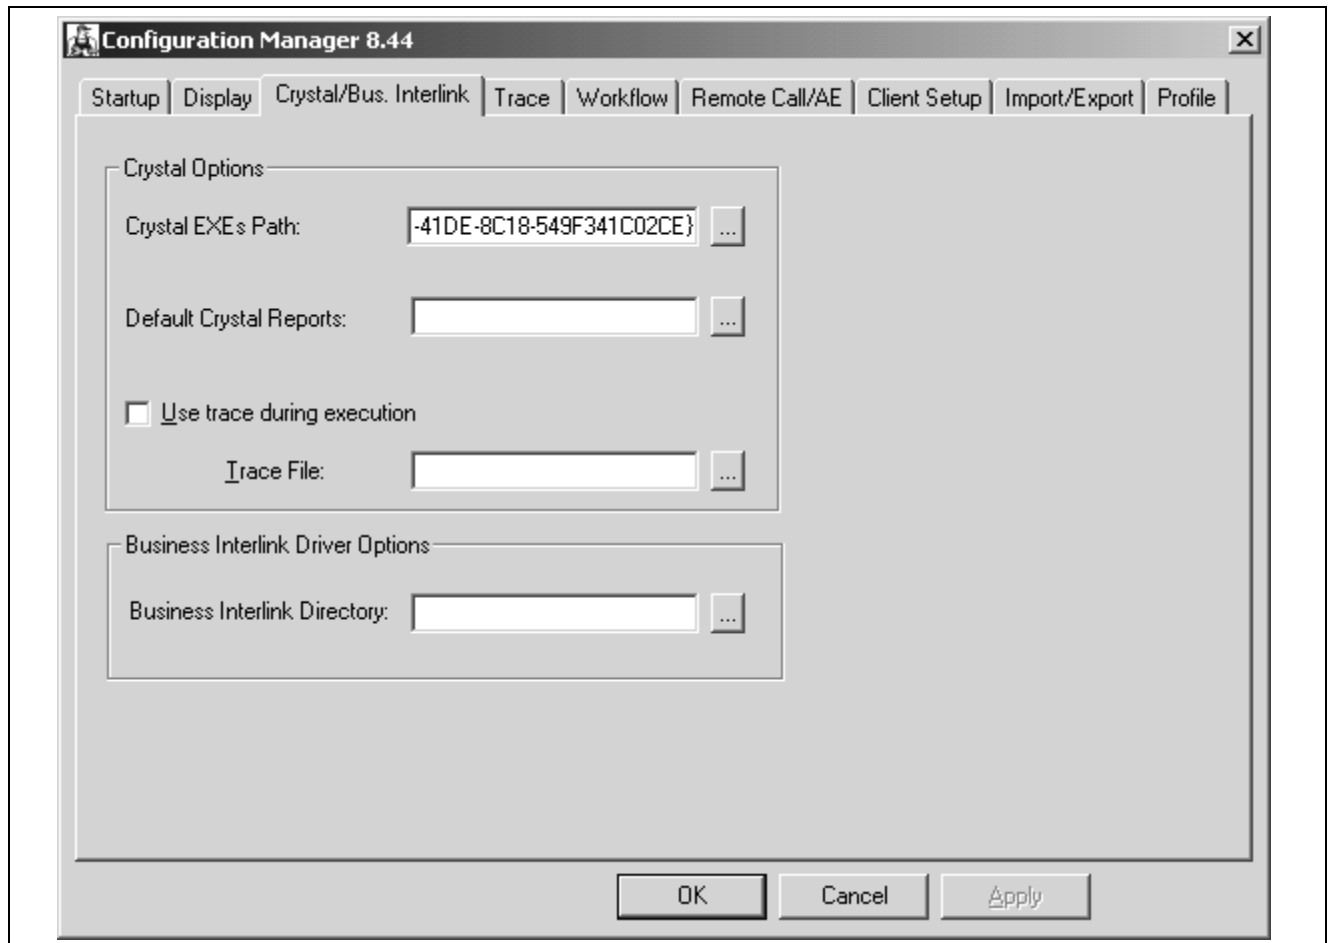 Configuration Manager 8.44
Startup Display Crystal/Bus. Interlink Trace Workflow Remote Call/AE Client Setup Import/Export Profile
Crystal Options
Crystal EXEs Path: -41DE-8C18-549F341C02CE} ...
Default Crystal Reports: ...
Use trace during execution
Trace File: ...
Business Interlink Driver Options
Business Interlink Directory: ...
OK Cancel Apply